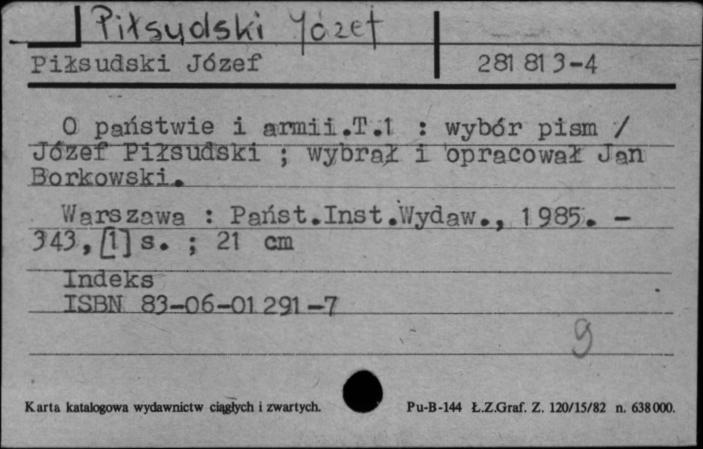 Piłsudski Józef
Piłsudski Józef 281 813-4
O państwie i armii.T.1 : wybór pism /
Józef Piłsudski ; wybrał i opracował Jan
Borkowski.
Warszawa : Państ.Inst.Wydaw., 1985. –
343,[1] s. ; 21 cm
Indeks
ISBN 83-06-01291-7
9
Karta katalogowa wydawnictw ciągłych i zwartych. Pu-B-144 Ł.Z.Graf. Z. 120/15/82 n. 638000.